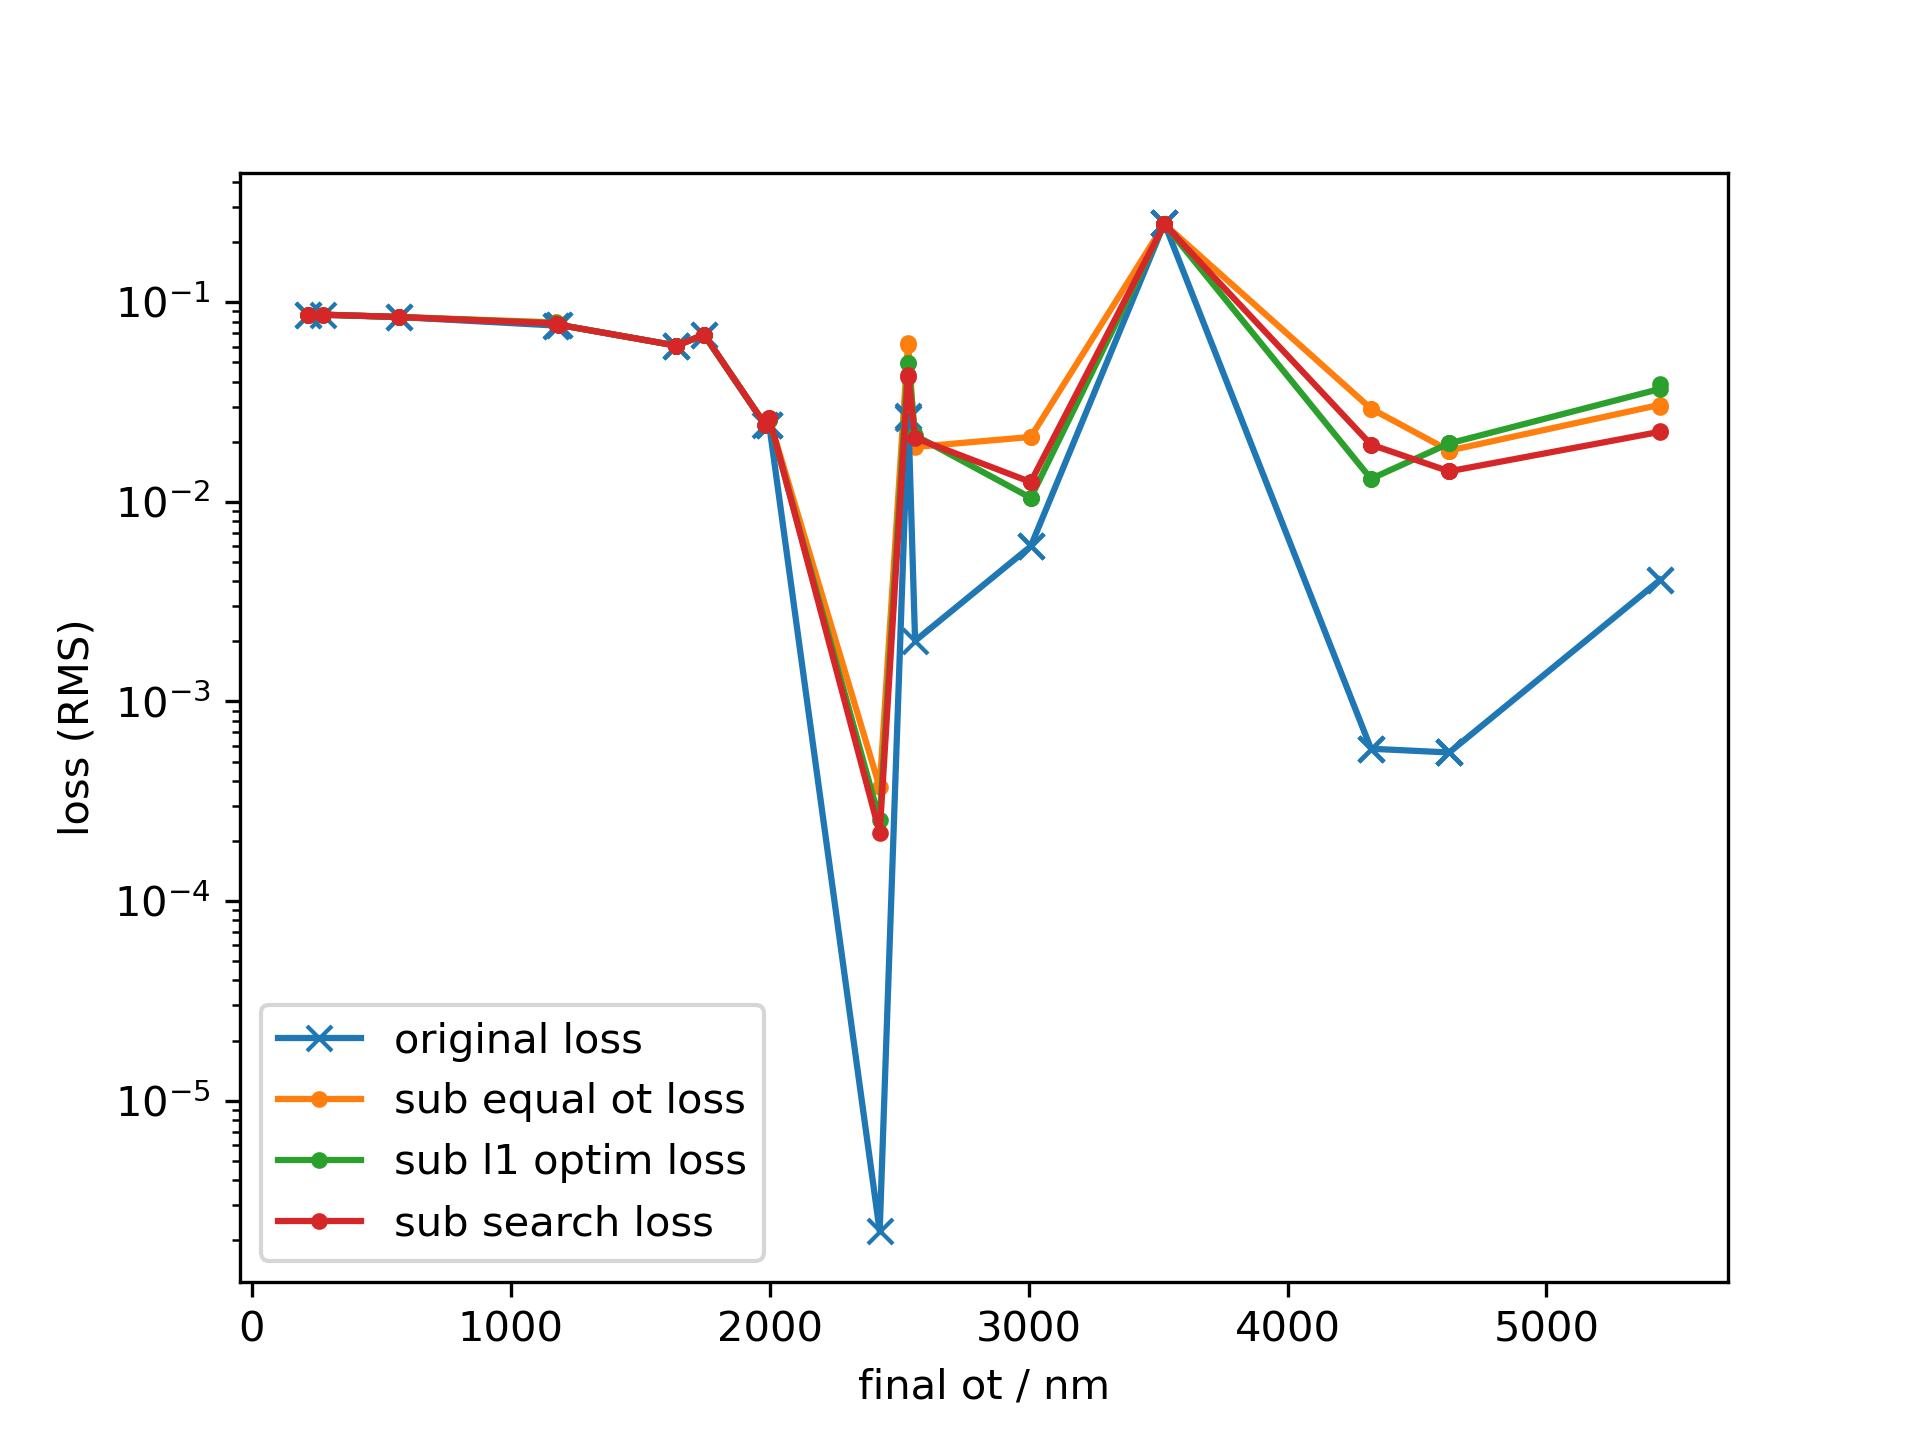 10⁻¹
10⁻²
10⁻³
10⁻⁴
10⁻⁵
loss (RMS)
original loss
sub equal ot loss
sub l1 optim loss
sub search loss
0 1000 2000 3000 4000 5000
final ot / nm